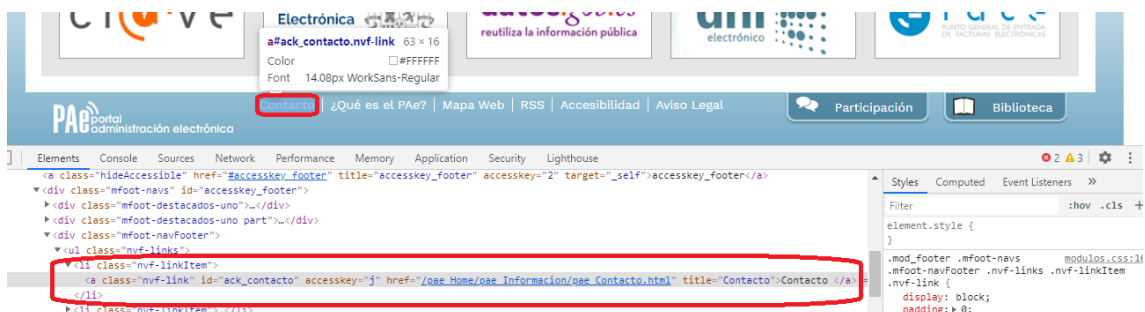 Electrónica
a#ack_contacto.nvf-link 63 × 16
Color #FFFFFF
Font 14.08px WorkSans-Regular
reutiliza la información pública
electrónico
PUNTO GENERAL DE ENTRADA
DE FACTURAS ELECTRÓNICAS
PAe portal
administración electrónica
Contacto | ¿Qué es el PAe? | Mapa Web | RSS | Accesibilidad | Aviso Legal
Participación
Biblioteca
Elements Console Sources Network Performance Memory Application Security Lighthouse 2 3
<a class="hideAccessible" href="#accesskey_footer" title="accesskey_footer" accesskey="2" target="_self">accesskey_footer</a>
▼<div class="mfoot-navs" id="accesskey_footer">
▶<div class="mfoot-destacados-uno">…</div>
▶<div class="mfoot-destacados-uno part">…</div>
▼<div class="mfoot-navFooter">
▼<ul class="nvf-links">
▼<li class="nvf-linkItem">
<a class="nvf-link" id="ack_contacto" accesskey="j" href="/pae_Home/pae_Informacion/pae_Contacto.html" title="Contacto">Contacto </a>
</li>
▶<li class="nvf-linkItem">…</li>
Styles Computed Event Listeners »
Filter :hov .cls +
element.style {
}
.mod_footer .mfoot-navs modulos.css:16
.mfoot-navFooter .nvf-links .nvf-linkItem
.nvf-link {
display: block;
padding: ▶ 0;